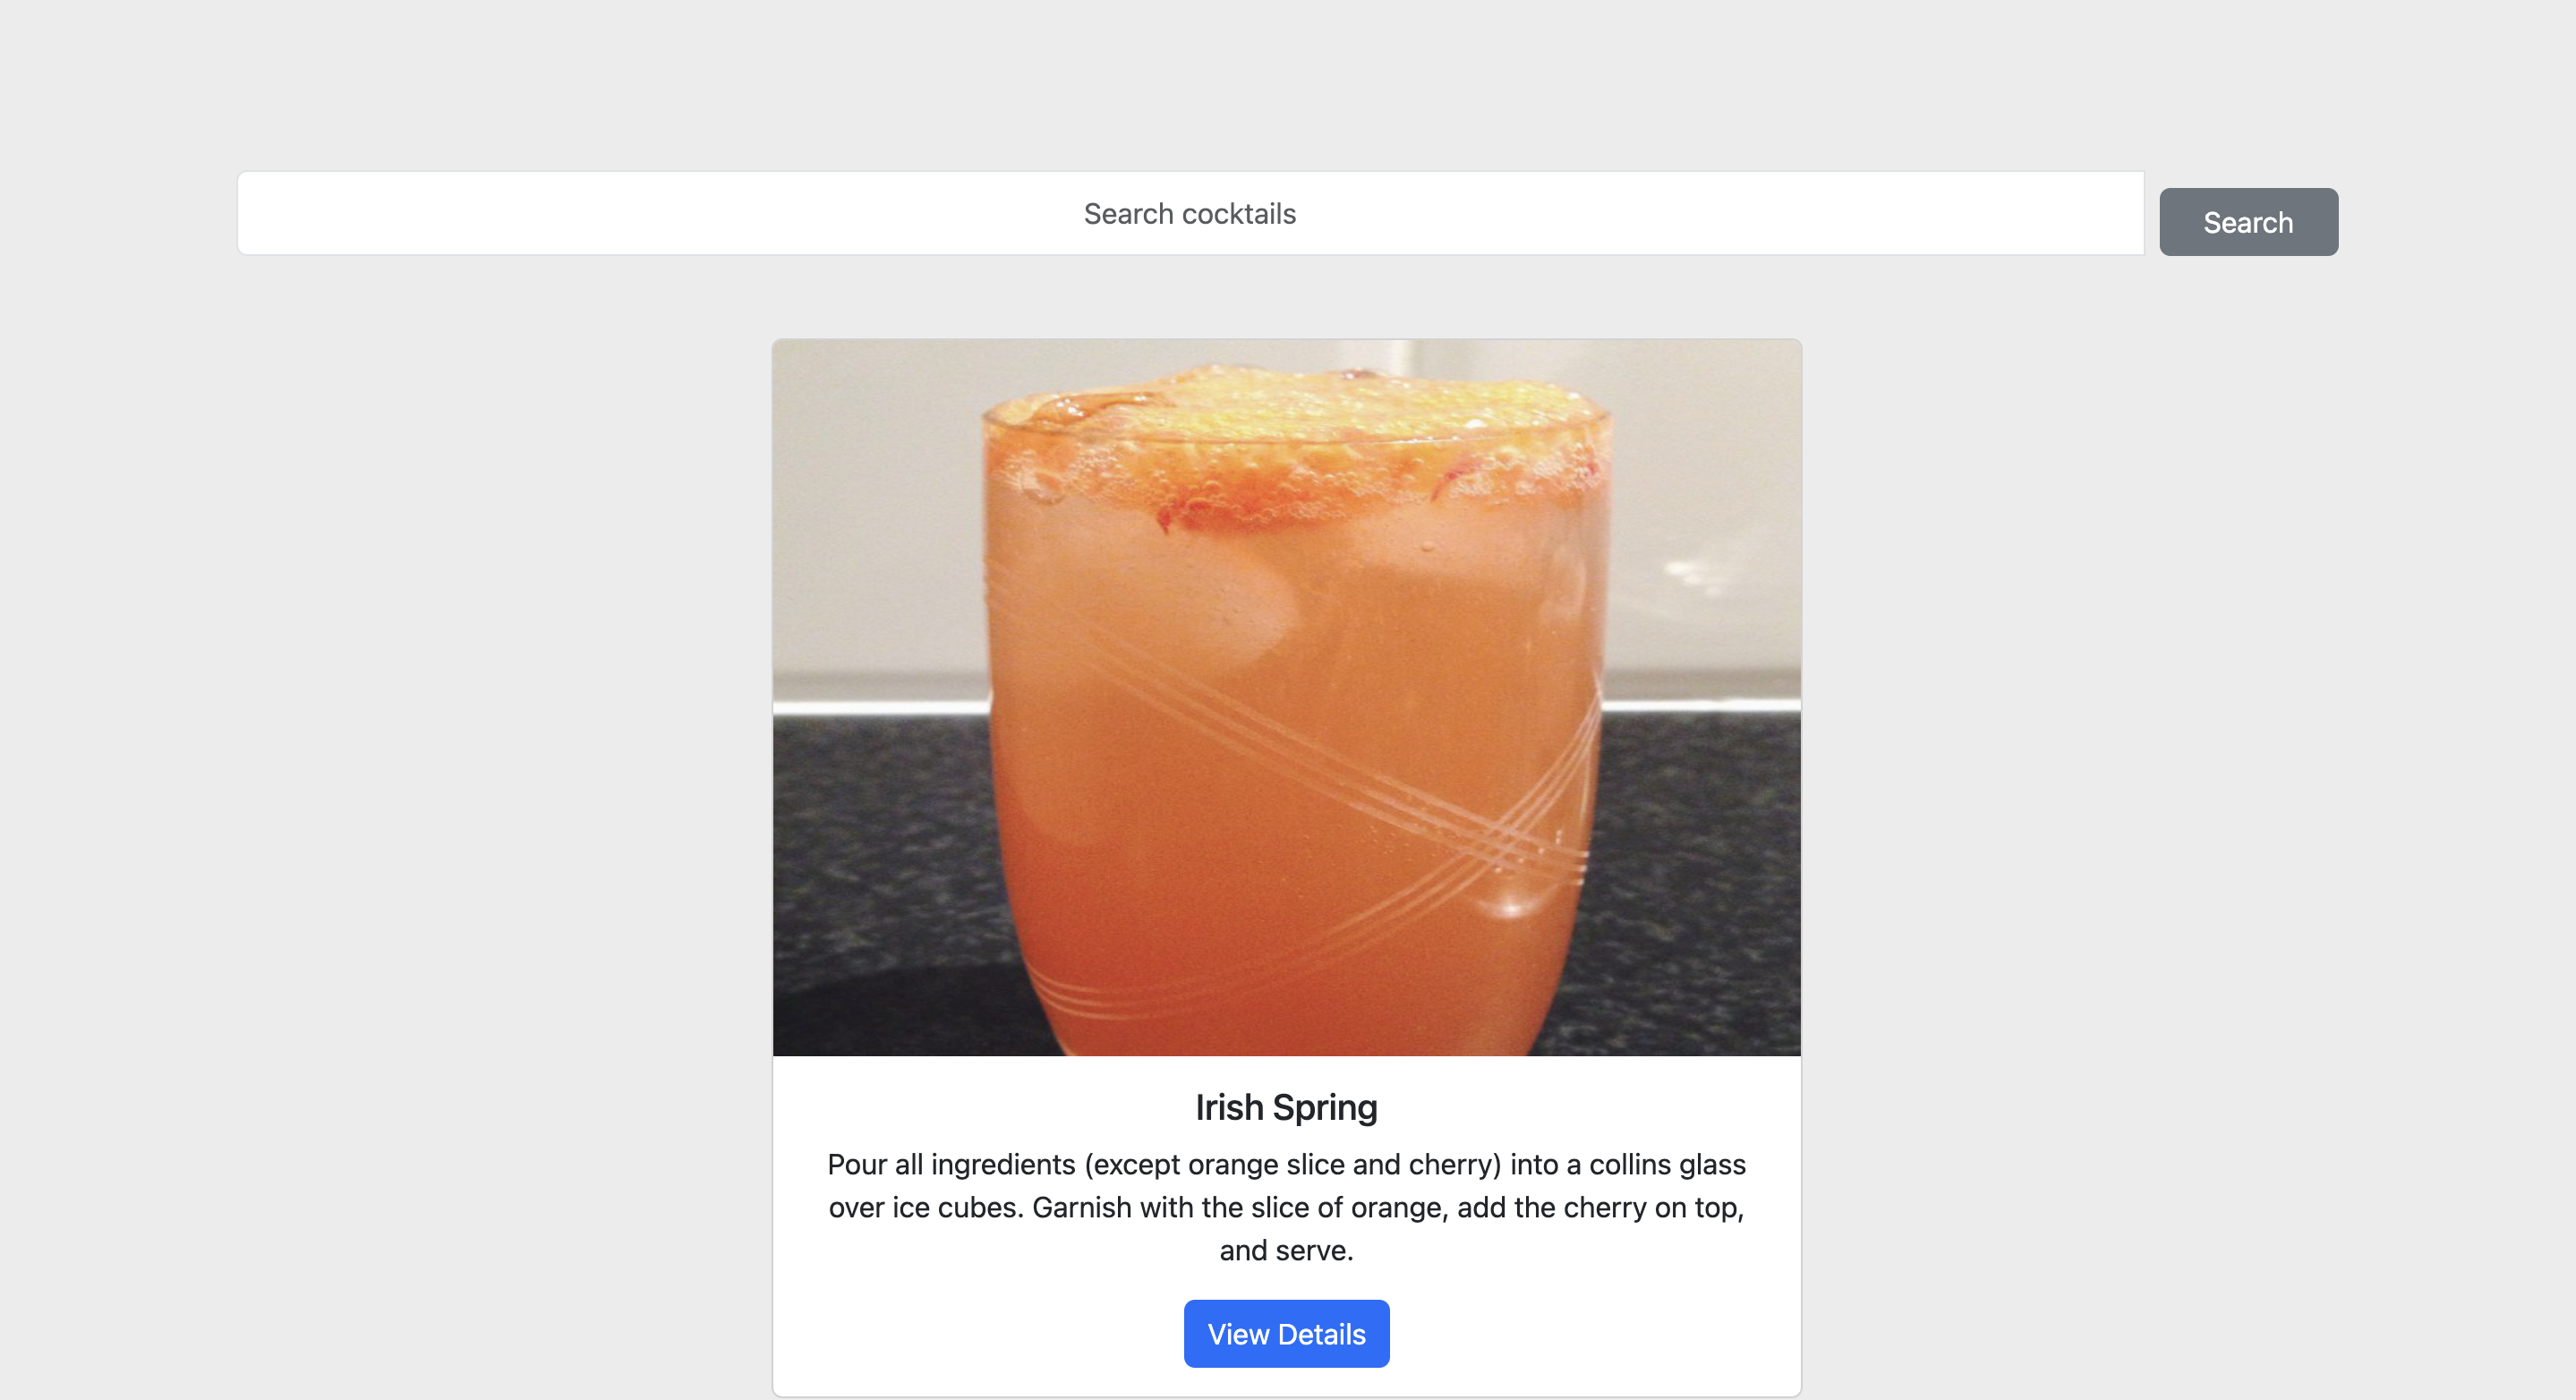 Search cocktails
Search
Irish Spring
Pour all ingredients (except orange slice and cherry) into a collins glass
over ice cubes. Garnish with the slice of orange, add the cherry on top,
and serve.
View Details